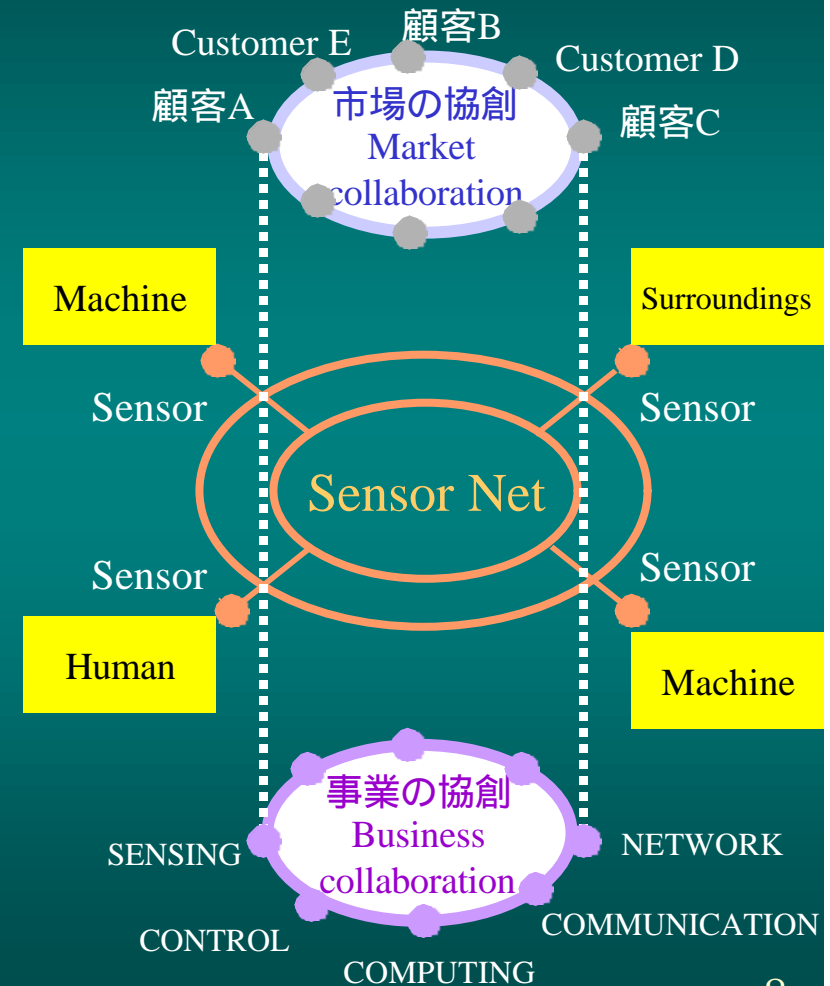 顧客B
Customer E
Customer D
顧客A
顧客C
市場の協創
Market
collaboration
Machine
Surroundings
Sensor
Sensor
Sensor Net
Sensor
Sensor
Human
Machine
事業の協創
Business
collaboration
SENSING
NETWORK
CONTROL
COMMUNICATION
COMPUTING